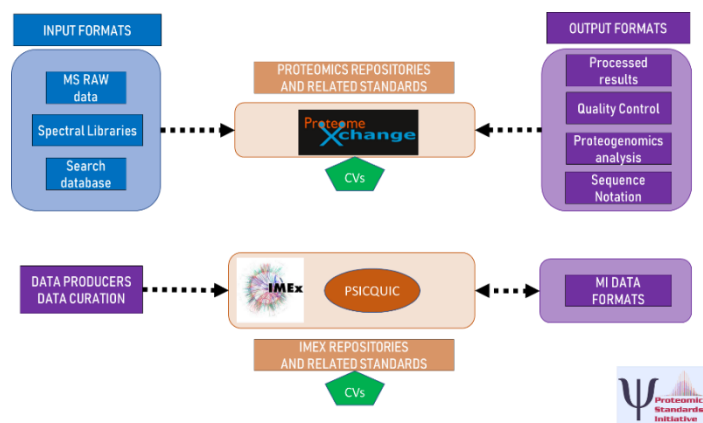 INPUT FORMATS
MS RAW
data
Spectral Libraries
Search
database
PROTEOMICS REPOSITORIES
AND RELATED STANDARDS
Proteome
Xchange
CVs
OUTPUT FORMATS
Processed
results
Quality Control
Proteogenomics
analysis
Sequence
Notation
DATA PRODUCERS
DATA CURATION
IMEx
PSICQUIC
MI DATA
FORMATS
IMEX REPOSITORIES
AND RELATED STANDARDS
CVs
Ψ
Proteomics
Standards
Initiative